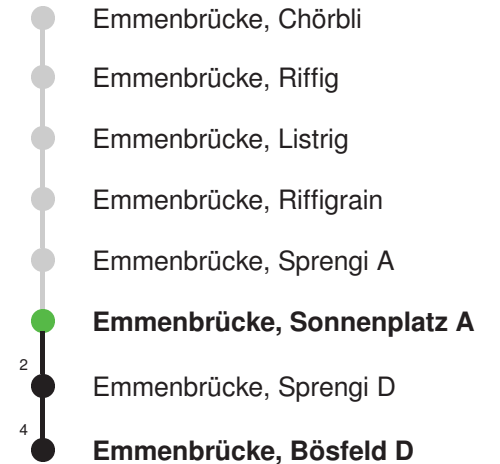 Emmenbrücke, Chörbli
Emmenbrücke, Riffig
Emmenbrücke, Listrig
Emmenbrücke, Riffigrain
Emmenbrücke, Sprengi A
Emmenbrücke, Sonnenplatz A
2
Emmenbrücke, Sprengi D
4
Emmenbrücke, Bösfeld D